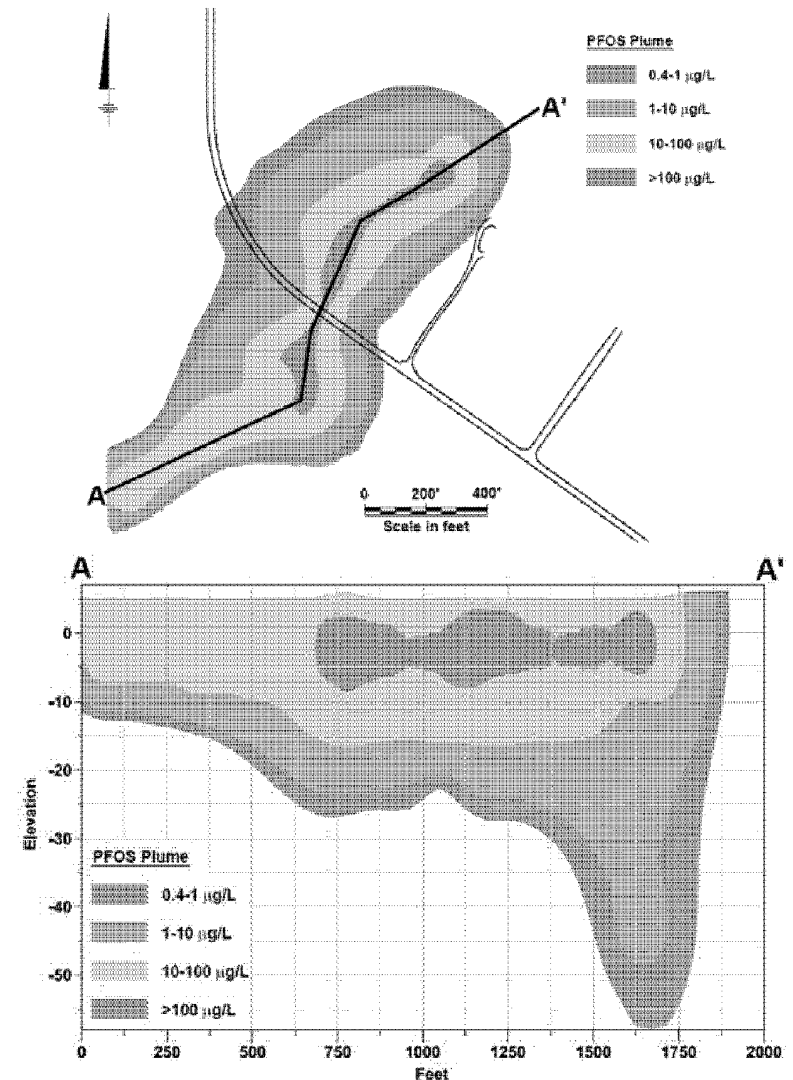 PFOS Plume
0.4-1 µg/L
1-10 µg/L
10-100 µg/L
>100 µg/L
A'
A
0 200' 400'
Scale in feet
A A'
0
-10
-20
-30
-40
-50
Elevation
PFOS Plume
0.4-1 µg/L
1-10 µg/L
10-100 µg/L
>100 µg/L
0 250 500 750 1000 1250 1500 1750 2000
Feet